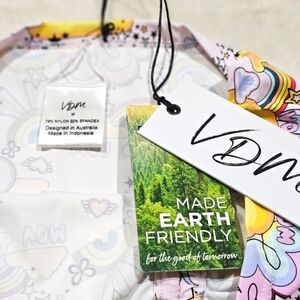 VDM
M
78% NYLON 22% SPANDEX
Designed in Australia
Made in Indonesia
VDM
MADE
EARTH
FRIENDLY
for the good of tomorrow
WOW